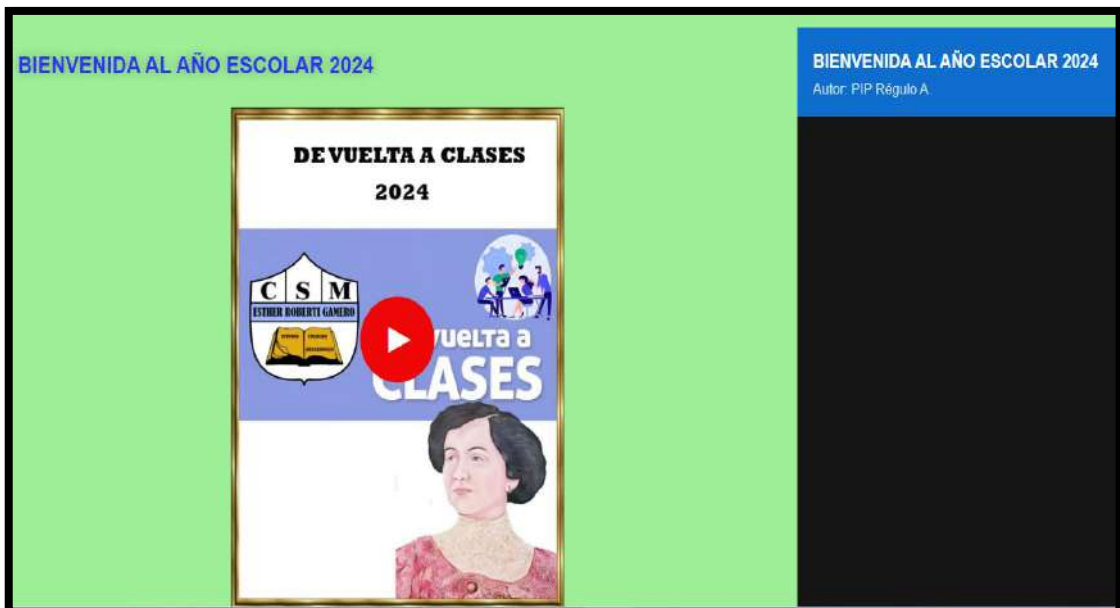 BIENVENIDA AL AÑO ESCOLAR 2024
DE VUELTA A CLASES
2024
C S M
ESTHER ROBERTI GAMERO
vuelta a
CLASES
BIENVENIDA AL AÑO ESCOLAR 2024
Autor: PIP Régulo A.